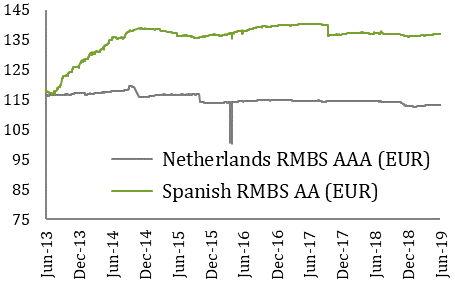 145
135
125
115
105
95
85
75
Netherlands RMBS AAA (EUR)
Spanish RMBS AA (EUR)
Jun-13
Dec-13
Jun-14
Dec-14
Jun-15
Dec-15
Jun-16
Dec-16
Jun-17
Dec-17
Jun-18
Dec-18
Jun-19